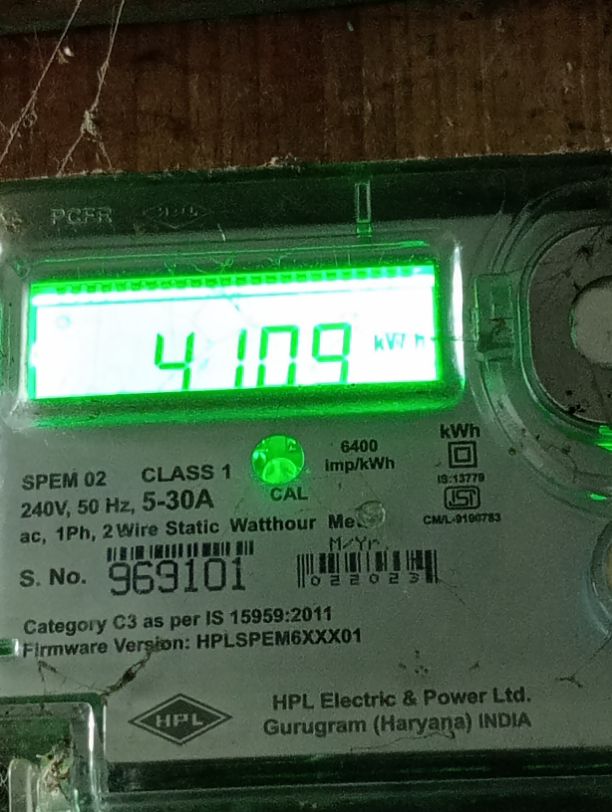 4109 kWh
6400
imp/kWh
kWh
IS:13779
SPEM 02 CLASS 1
240V, 50 Hz, 5-30A
CAL
CM/L-9190783
ac, 1Ph, 2 Wire Static Watthour
M/Yr
S. No. 969101
022023
Category C3 as per IS 15959:2011
Firmware Version: HPLSPEM6XXX01
HPL
HPL Electric & Power Ltd.
Gurugram (Haryana) INDIA